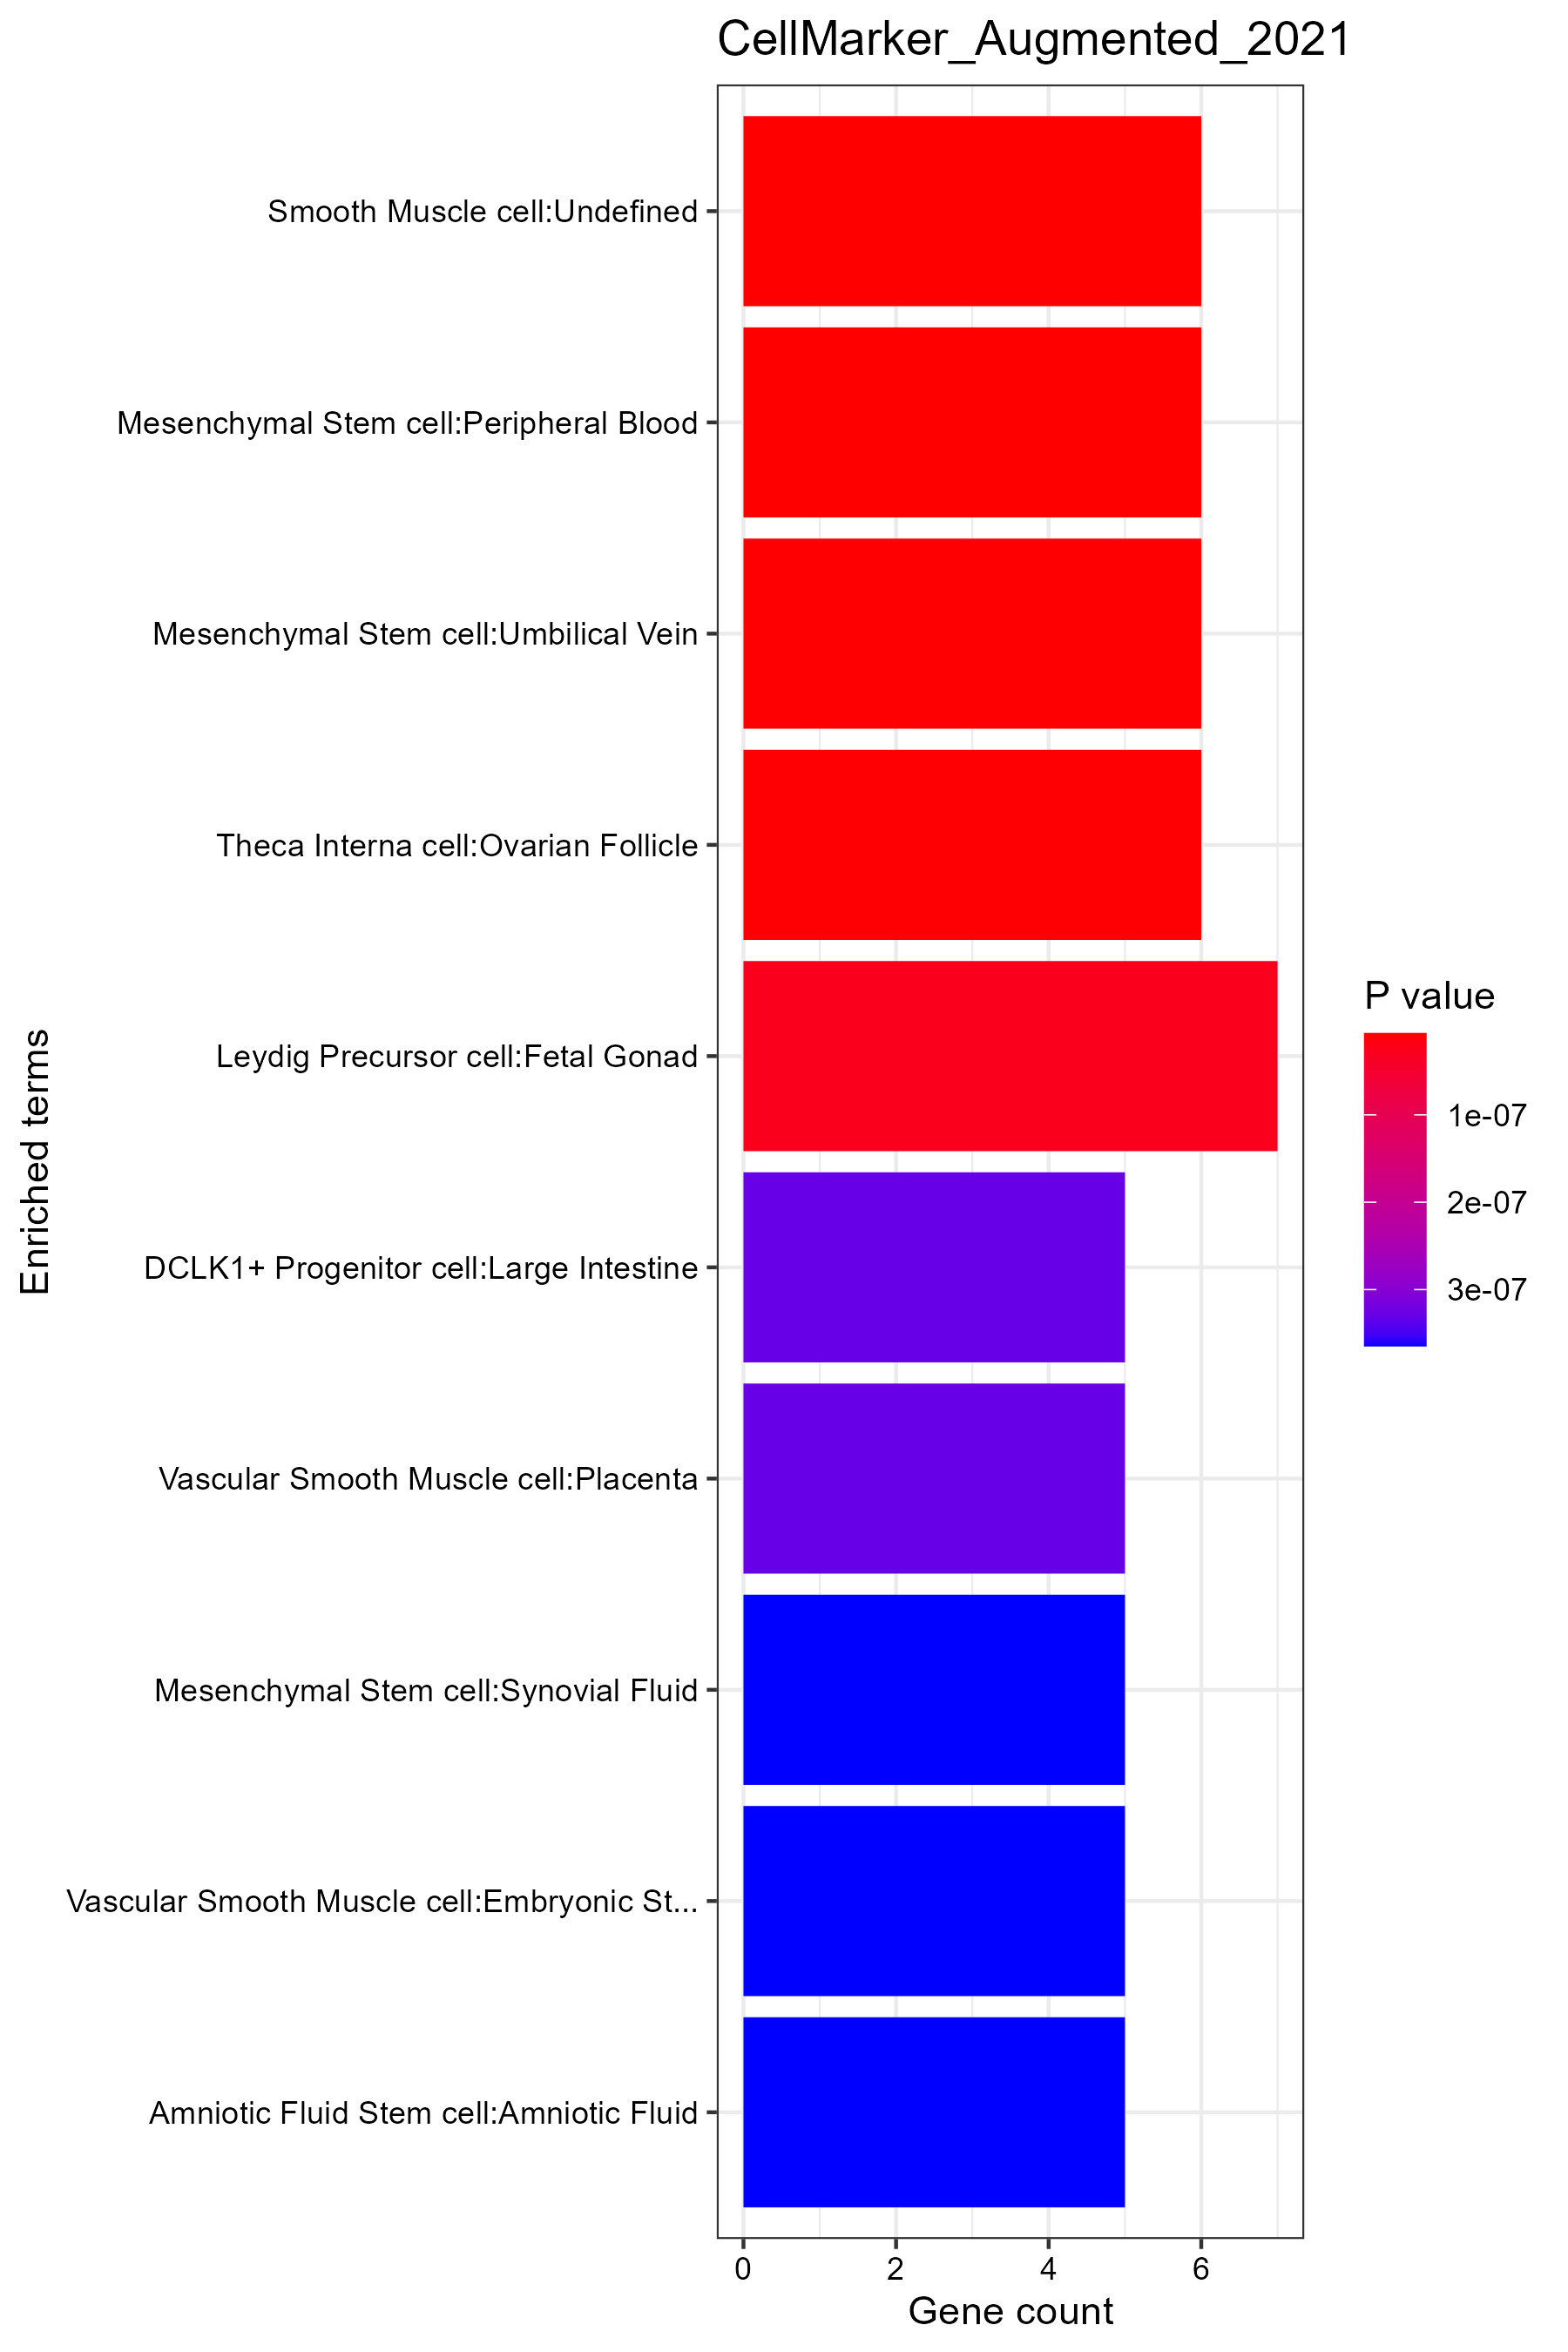 CellMarker_Augmented_2021
Smooth Muscle cell:Undefined
Mesenchymal Stem cell:Peripheral Blood
Mesenchymal Stem cell:Umbilical Vein
Theca Interna cell:Ovarian Follicle
Leydig Precursor cell:Fetal Gonad
DCLK1+ Progenitor cell:Large Intestine
Vascular Smooth Muscle cell:Placenta
Mesenchymal Stem cell:Synovial Fluid
Vascular Smooth Muscle cell:Embryonic St...
Amniotic Fluid Stem cell:Amniotic Fluid
Enriched terms
0 2 4 6
Gene count
P value
1e-07
2e-07
3e-07